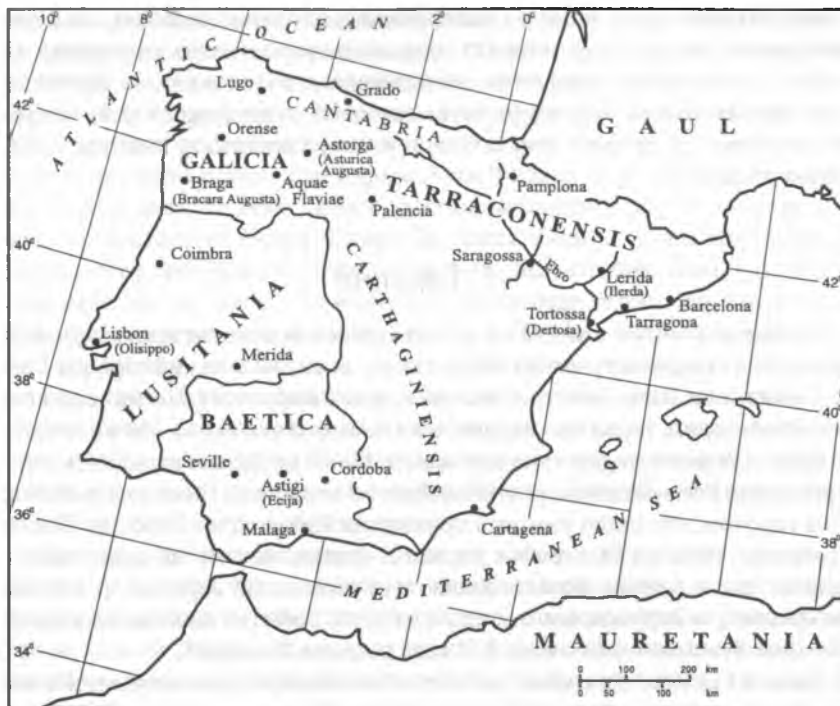 10°
8°
2°
0°
ATLANTIC OCEAN
Lugo
Grado
42°
CANTABRIA
GAUL
Orense
Astorga
(Asturica
Augusta)
GALICIA
Braga
(Bracara Augusta)
Aquae
Flaviae
Palencia
TARRACONENSIS
Pamplona
40°
Coimbra
Saragossa
Ebro
Lerida
(Ilerda)
42°
CARTHAGNIENSIS
Tortossa
(Dertosa)
Barcelona
Tarragona
Lisbon
(Olisippo)
LUSITANIA
Merida
38°
40°
BAETICA
Seville
Astigi
(Ecija)
Cordoba
36°
Malaga
Cartagena
38°
MEDITERRANEAN SEA
MAURETANIA
34°
0 50 100 200 km
0 50 100 km